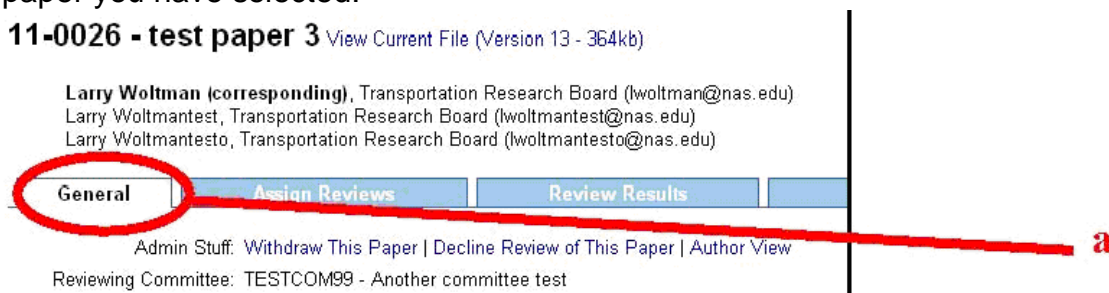 paper you have selected.
11-0026 - test paper 3 View Current File (Version 13 - 364kb)
Larry Woltman (corresponding), Transportation Research Board (lwoltman@nas.edu)
Larry Woltmantest, Transportation Research Board (lwoltmantest@nas.edu)
Larry Woltmantesto, Transportation Research Board (lwoltmantesto@nas.edu)
General Assign Reviews Review Results
a
Admin Stuff: Withdraw This Paper | Decline Review of This Paper | Author View
Reviewing Committee: TESTCOM99 - Another committee test